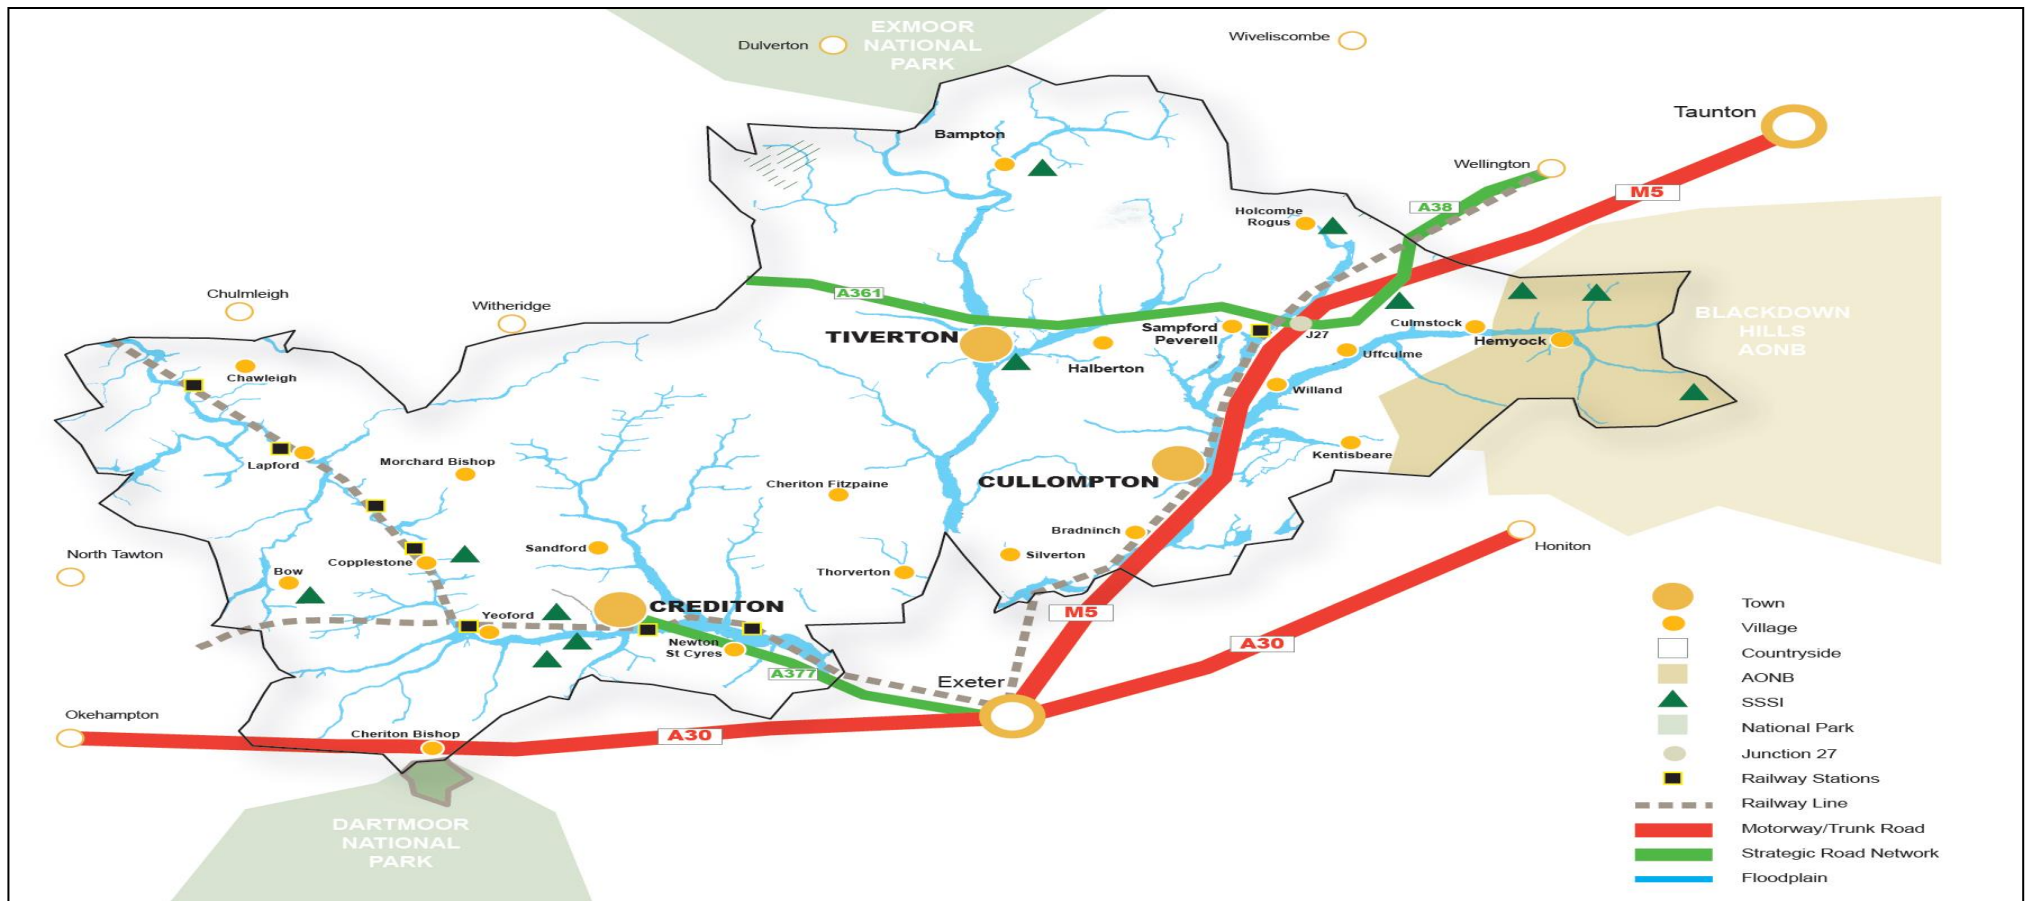 EXMOOR
NATIONAL
PARK
Dulverton
Wiveliscombe
Taunton
Bampton
Wellington
M5
A38
Holcombe
Rogus
Chulmleigh
Witheridge
A361
TIVERTON
Sampford
Peverell
J27
Culmstock
Hemyock
Uffculme
BLACKDOWN
HILLS
AONB
Halberton
Chawleigh
Willand
Lapford
Morchard Bishop
Cheriton Fitzpaine
CULLOMPTON
Kentisbeare
Bradninch
North Tawton
Copplestone
Sandford
Silverton
Honiton
Bow
Thorverton
Yeoford
CREDITON
M5
Newton
St Cyres
A377
A30
Exeter
Okehampton
Cheriton Bishop
A30
DARTMOOR
NATIONAL
PARK
Town
Village
Countryside
AONB
SSSI
National Park
Junction 27
Railway Stations
Railway Line
Motorway/Trunk Road
Strategic Road Network
Floodplain